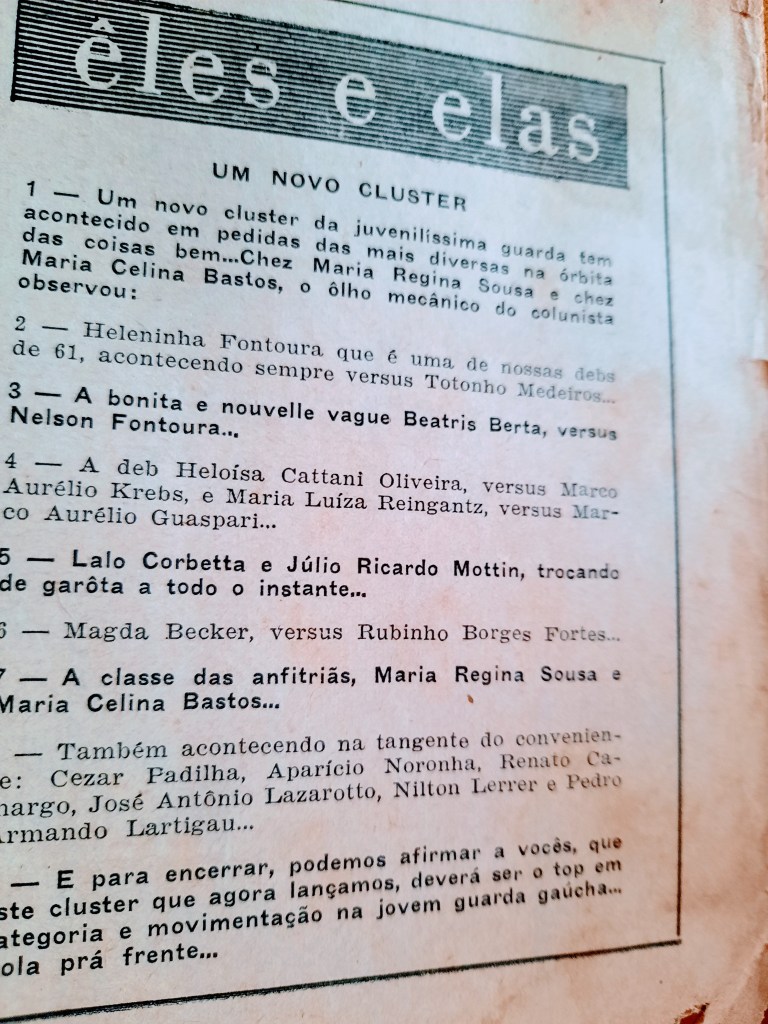 êles e elas
UM NOVO CLUSTER
1 — Um novo cluster da juvenilíssima guarda tem
acontecido em pedidas das mais diversas na órbita
das coisas bem...Chez Maria Regina Sousa e chez
Maria Celina Bastos, o ôlho mecânico do colunista
observou:
2 — Heleninha Fontoura que é uma de nossas debs
de 61, acontecendo sempre versus Totonho Medeiros...
3 — A bonita e nouvelle vague Beatris Berta, versus
Nelson Fontoura...
4 — A deb Heloísa Cattani Oliveira, versus Marco
Aurélio Krebs, e Maria Luíza Reingantz, versus Mar-
co Aurélio Guaspari...
5 — Lalo Corbetta e Júlio Ricardo Mottin, trocando
de garôta a todo o instante...
6 — Magda Becker, versus Rubinho Borges Fortes...
7 — A classe das anfitriãs, Maria Regina Sousa e
Maria Celina Bastos...
— Também acontecendo na tangente do convenien-
e: Cezar Padilha, Aparício Noronha, Renato Ca-
margo, José Antônio Lazarotto, Nilton Lerrer e Pedro
Armando Lartigau...
— E para encerrar, podemos afirmar a vocês, que
ste cluster que agora lançamos, deverá ser o top em
ategoria e movimentação na jovem guarda gaúcha...
ola prá frente...